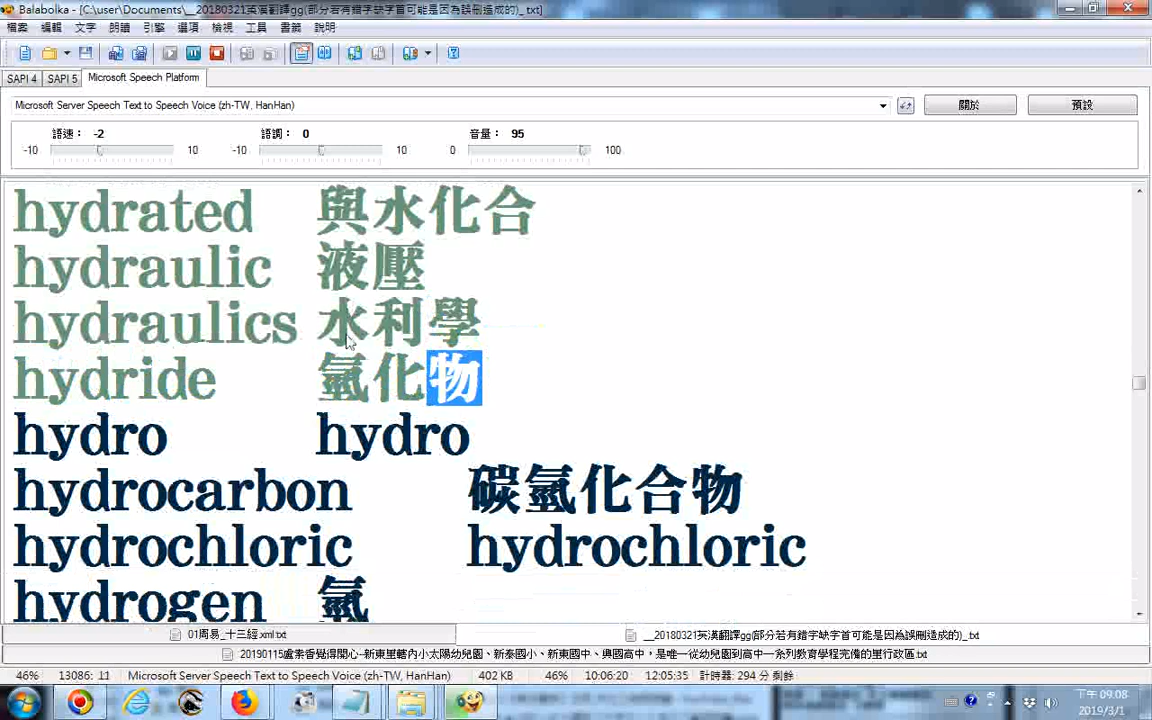 Balabolka - [C:\user\Documents\__20180321英漢翻譯gg(部分若有錯字缺字首可能是因為誤刪造成的)_.txt]
檔案 編輯 文字 朗讀 引擎 選項 檢視 工具 書籤 說明
SAPI 4 SAPI 5 Microsoft Speech Platform
Microsoft Server Speech Text to Speech Voice (zh-TW, HanHan) 關於 預設
語速： -2 語調： 0 音量： 95
-10 10 -10 10 0 100
hydrated 與水化合
hydraulic 液壓
hydraulics 水利學
hydride 氫化物
hydro hydro
hydrocarbon 碳氫化合物
hydrochloric hydrochloric
hydrogen 氫
01周易_十三經.xml.txt __20180321英漢翻譯gg(部分若有錯字缺字首可能是因為誤刪造成的)_.txt
20190115盧素香覺得開心--新東里轄內小太陽幼兒園、新泰國小、新東國中、興國高中，是唯一從幼兒園到高中一系列教育學程完備的里行政區.txt
46% 13086: 11 Microsoft Server Speech Text to Speech Voice (zh-TW, HanHan) 402 KB 46% 10:06:20 12:05:35 計時器: 294 分 剩餘
下午 09:08
2019/3/1